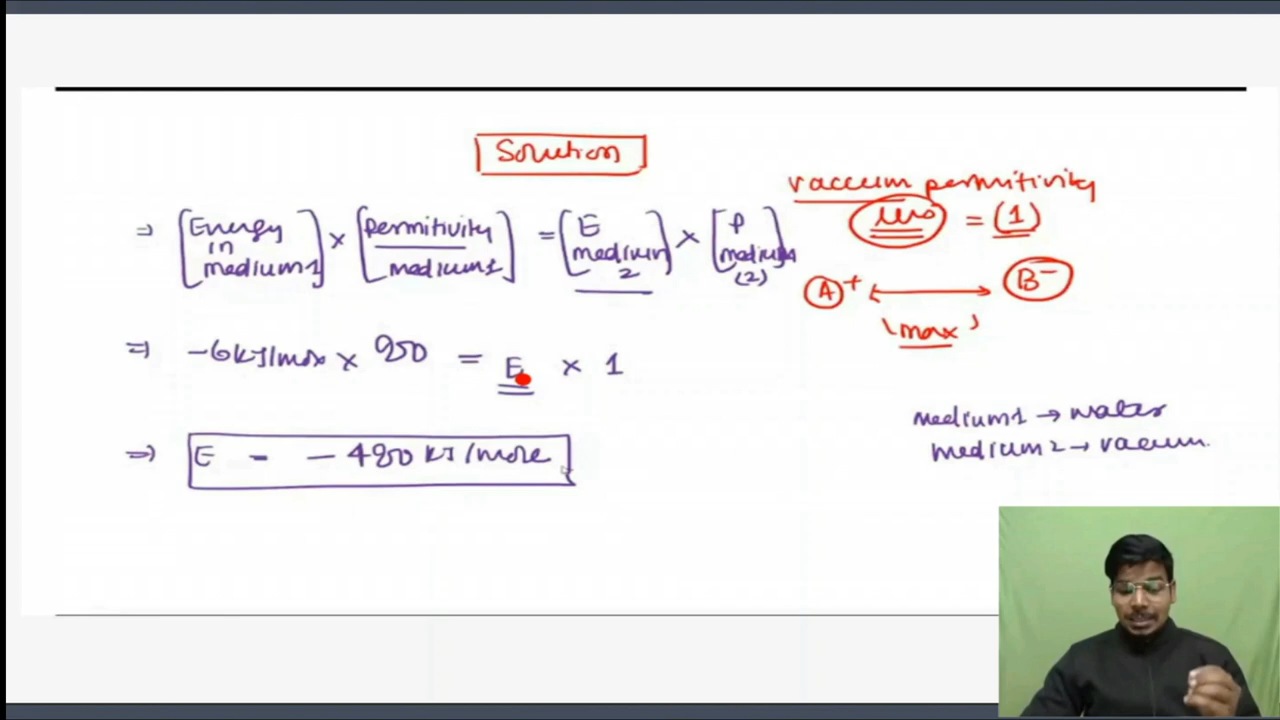 Solution
vaccum permitivity
= (1)
⇒ [Energy in medium1] × [permitivity medium1] = [E medium 2] × [P medium (2)]
A+ ↔ B-
(max)
⇒ -6kJ/mol × 80 = E × 1
medium1 → water
medium2 → vaccum
⇒ E = - 480 kJ/mole